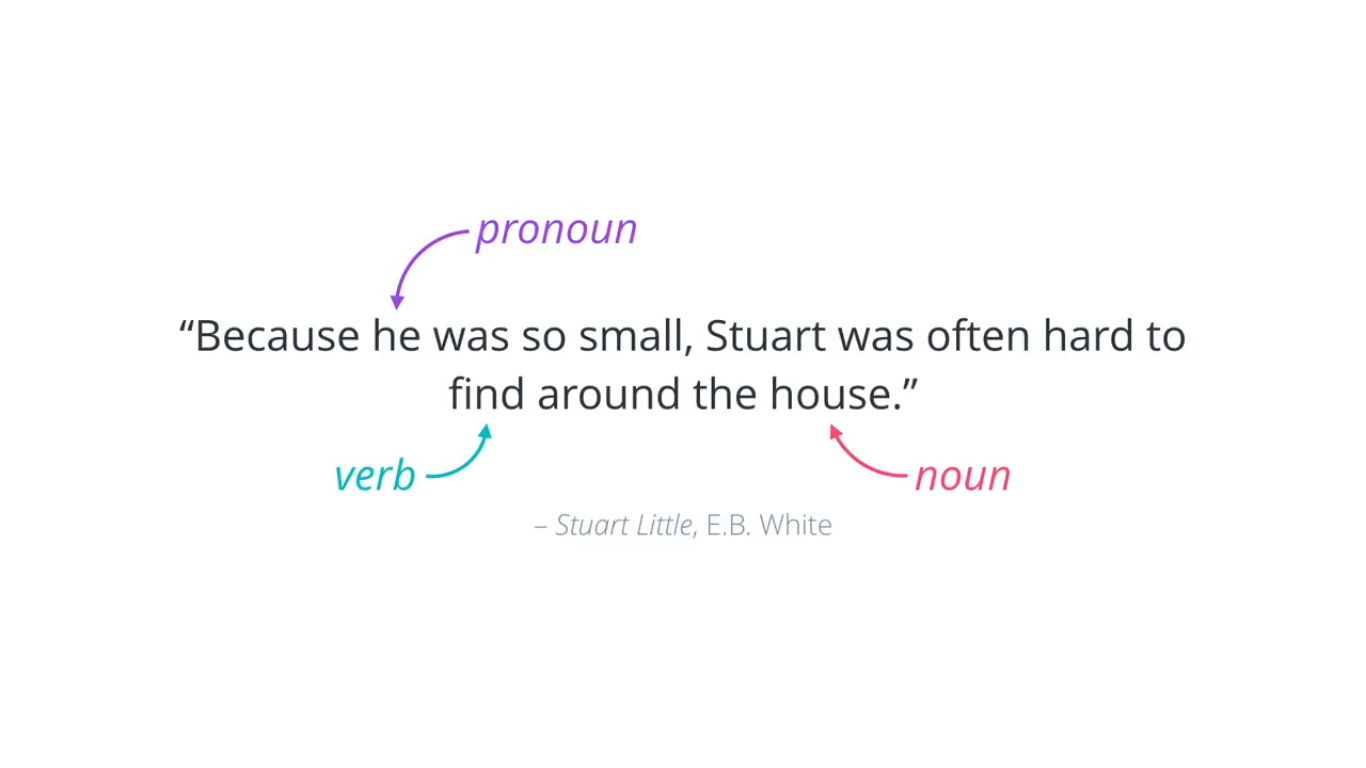 pronoun
“Because he was so small, Stuart was often hard to
find around the house.”
verb
noun
– Stuart Little, E.B. White